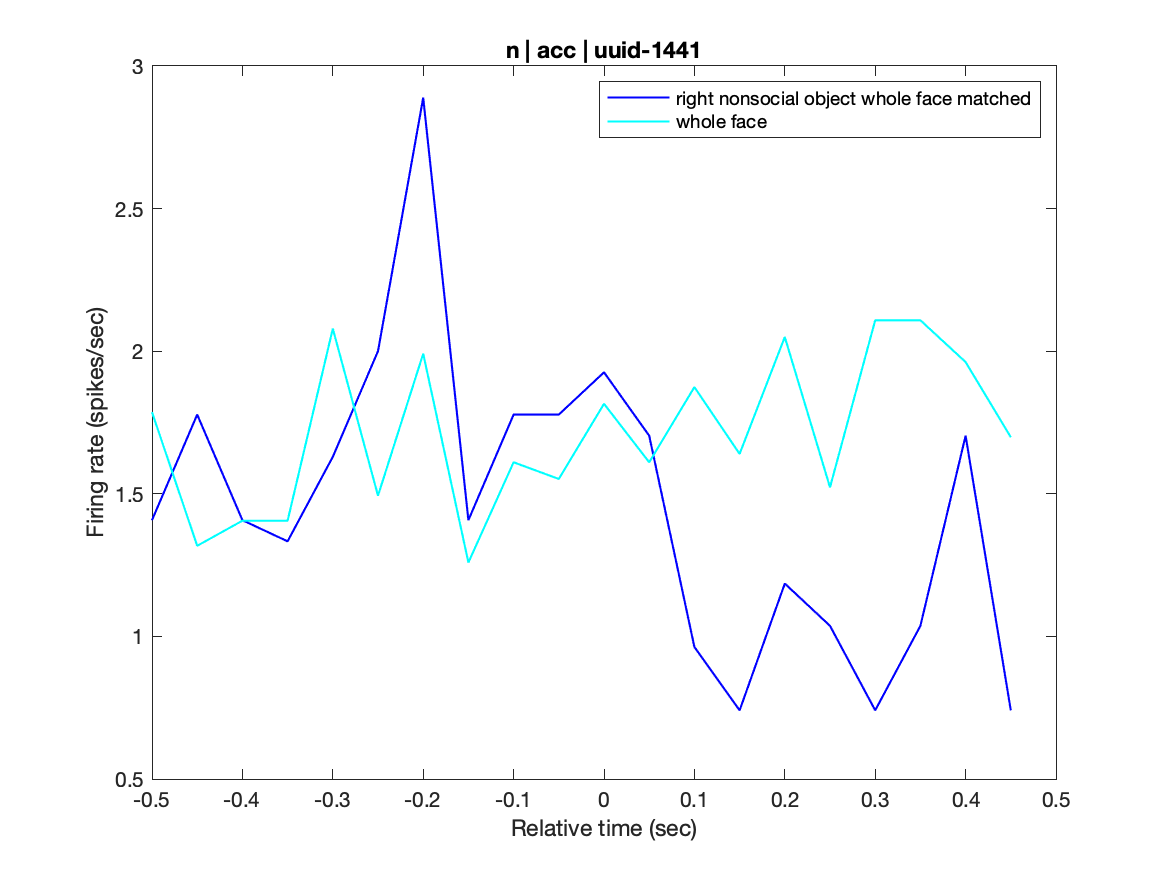 n | acc | uuid-1441
right nonsocial object whole face matched
whole face
3
2.5
2
1.5
1
0.5
Firing rate (spikes/sec)
-0.5 -0.4 -0.3 -0.2 -0.1 0 0.1 0.2 0.3 0.4 0.5
Relative time (sec)